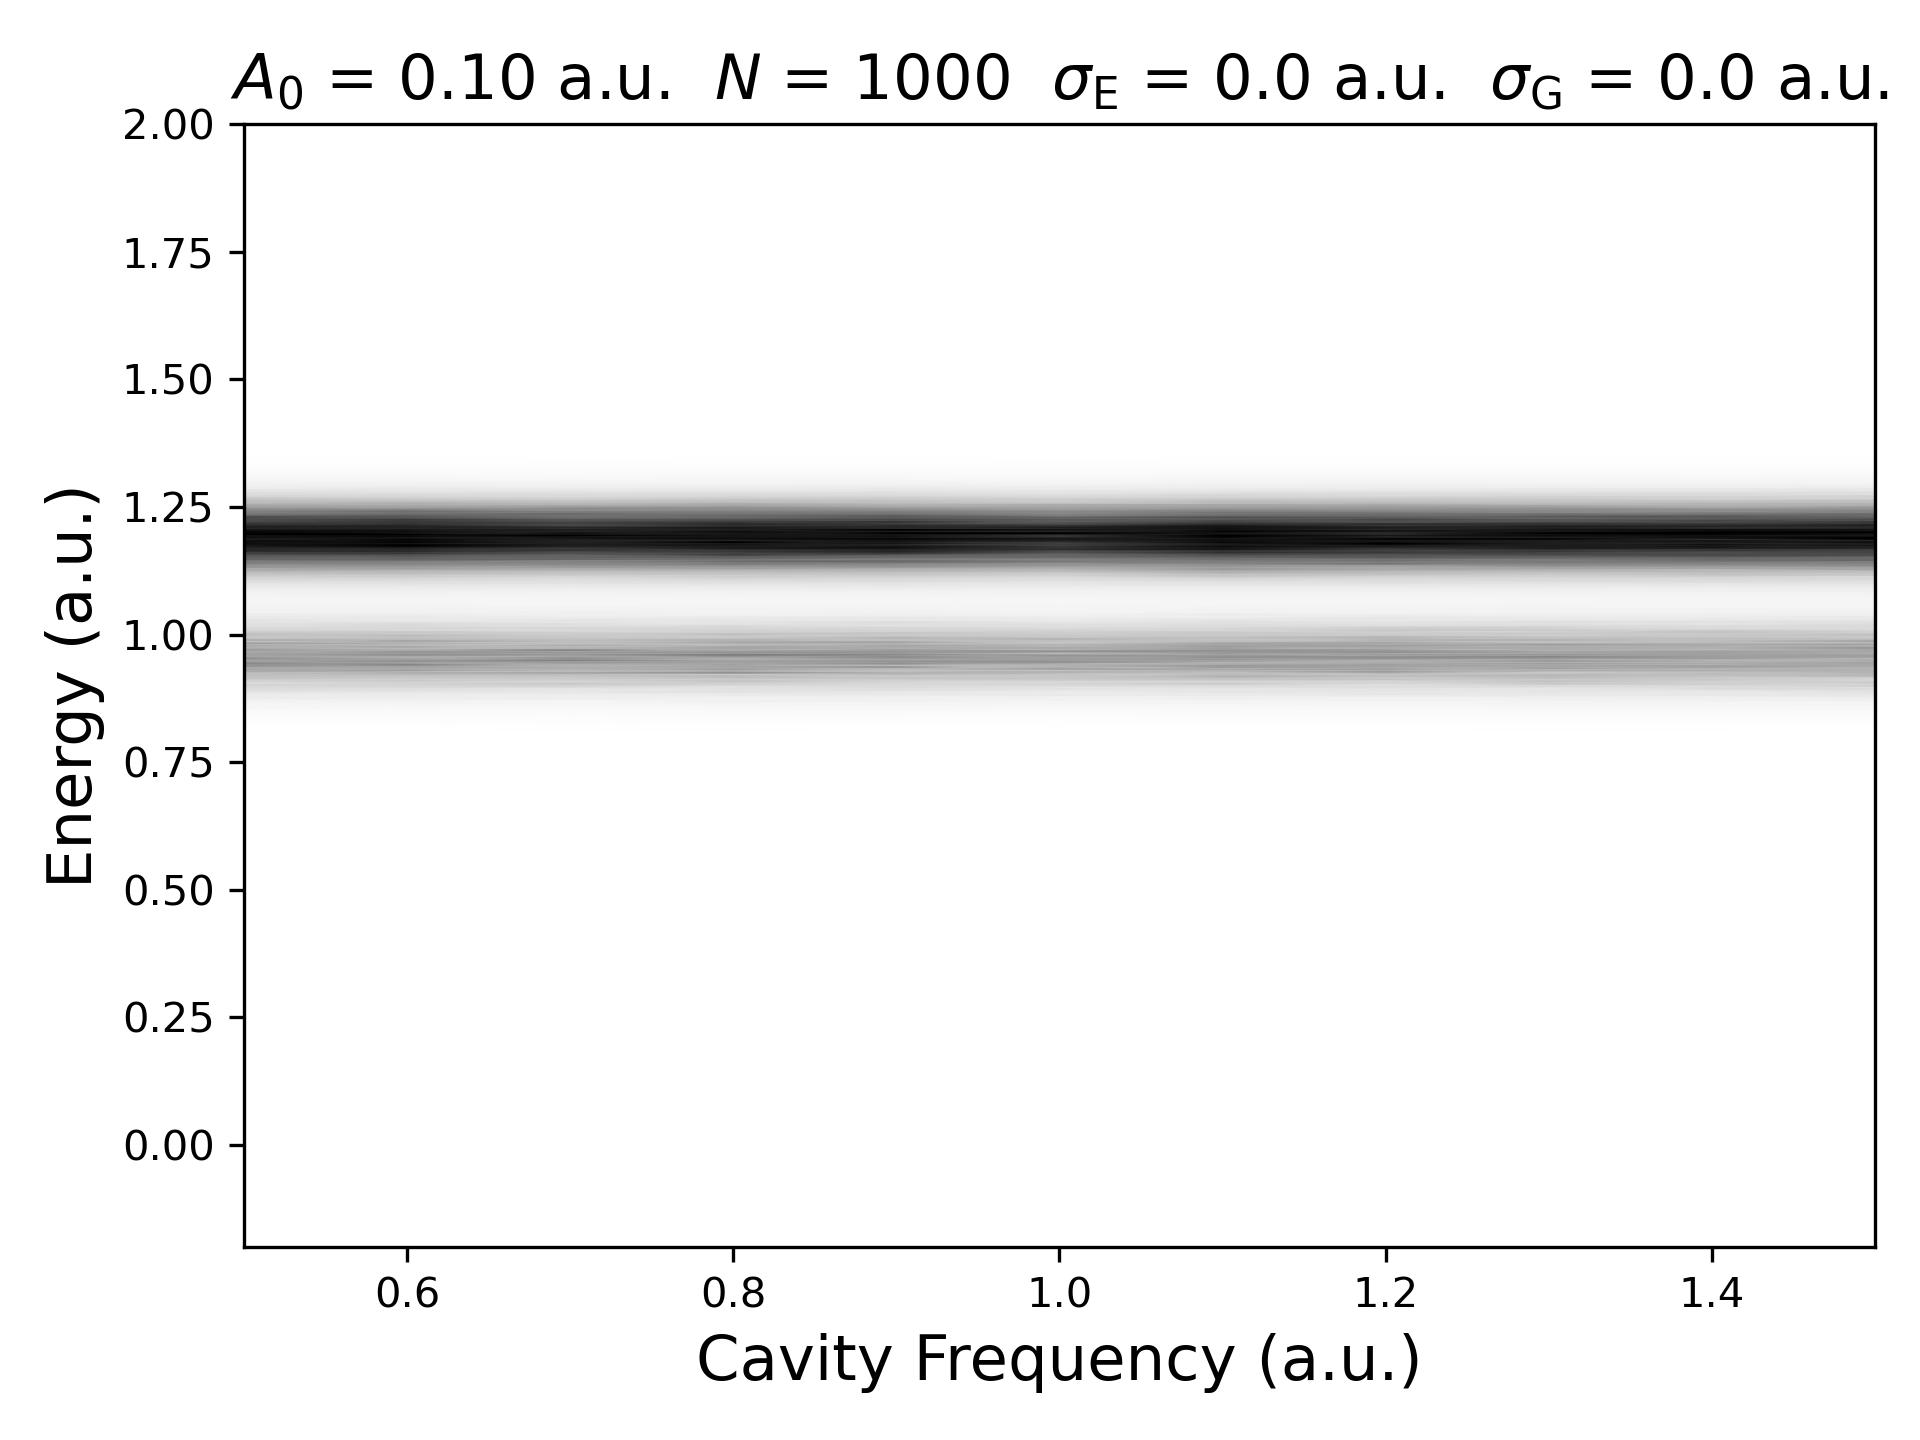 A₀ = 0.10 a.u. N = 1000 σE = 0.0 a.u. σG = 0.0 a.u.
2.00
1.75
1.50
1.25
1.00
0.75
0.50
0.25
0.00
Energy (a.u.)
0.6 0.8 1.0 1.2 1.4
Cavity Frequency (a.u.)